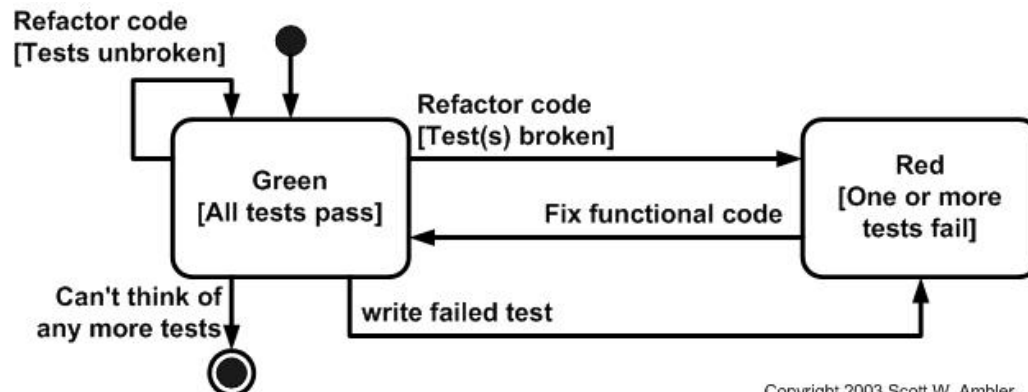 Refactor code
[Tests unbroken]
Refactor code
[Test(s) broken]
Green
[All tests pass]
Red
[One or more
tests fail]
Fix functional code
Can't think of
any more tests
write failed test
Copyright 2003 Scott W. Ambler